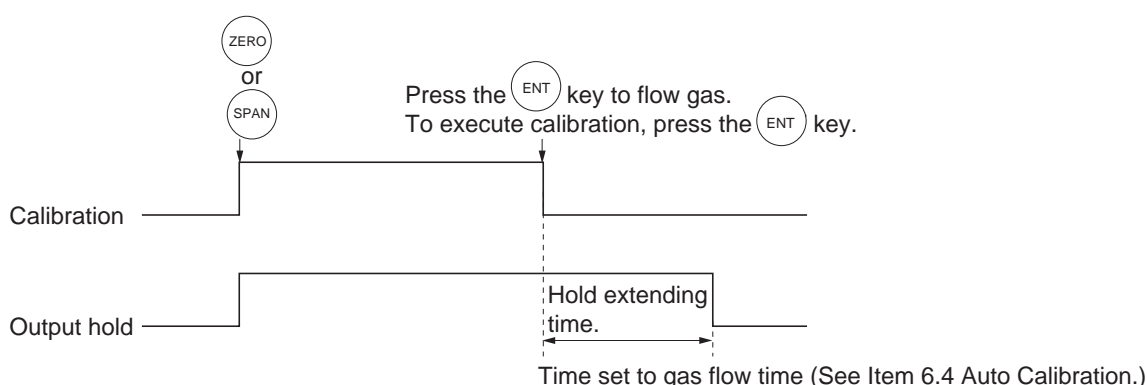 ZERO
or
SPAN
Press the ENT key to flow gas.
To execute calibration, press the ENT key.
Calibration
Output hold
Hold extending
time.
Time set to gas flow time (See Item 6.4 Auto Calibration.)